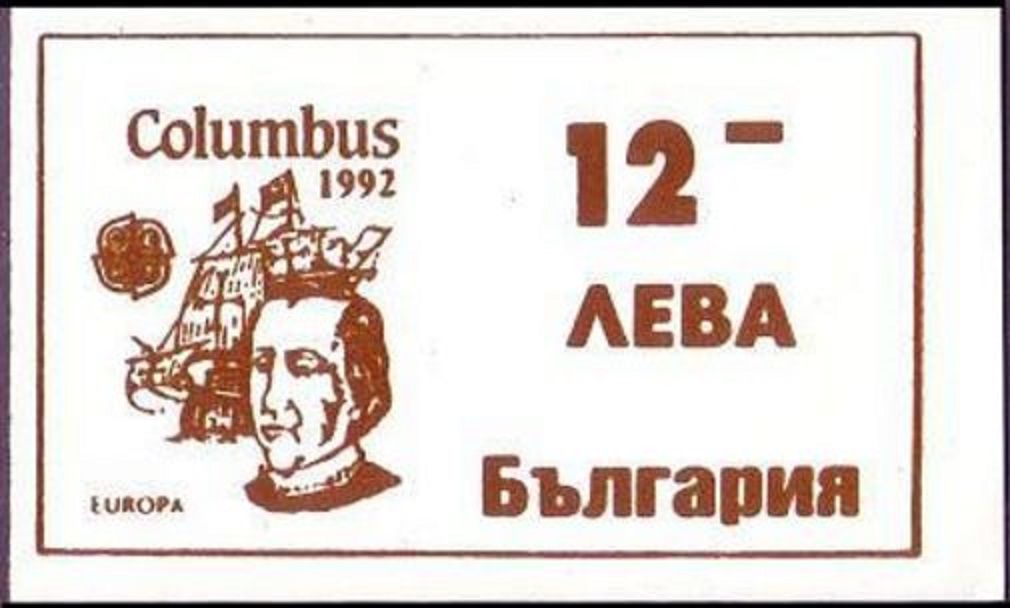 Columbus
1992
12 -
ЛЕВА
EUROPA
България